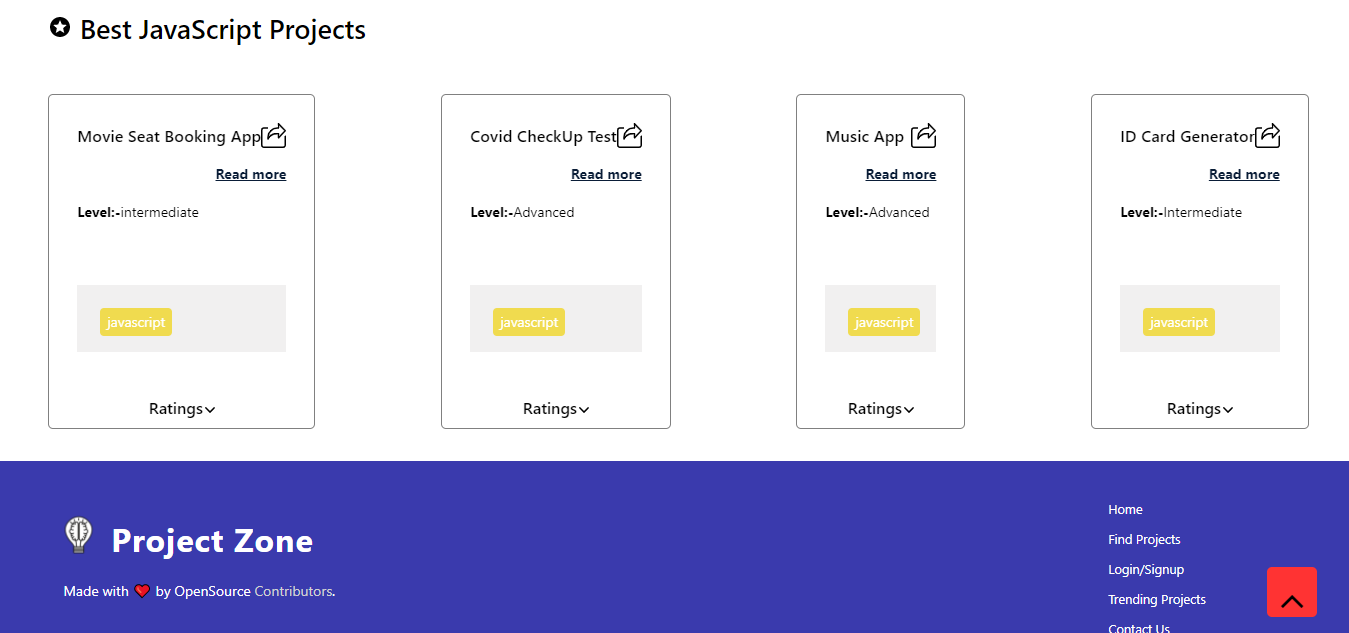 Best JavaScript Projects
Movie Seat Booking App
Read more
Level:-intermediate
javascript
Ratings
Covid CheckUp Test
Read more
Level:-Advanced
javascript
Ratings
Music App
Read more
Level:-Advanced
javascript
Ratings
ID Card Generator
Read more
Level:-Intermediate
javascript
Ratings
Project Zone
Made with ❤ by OpenSource Contributors.
Home
Find Projects
Login/Signup
Trending Projects
Contact Us